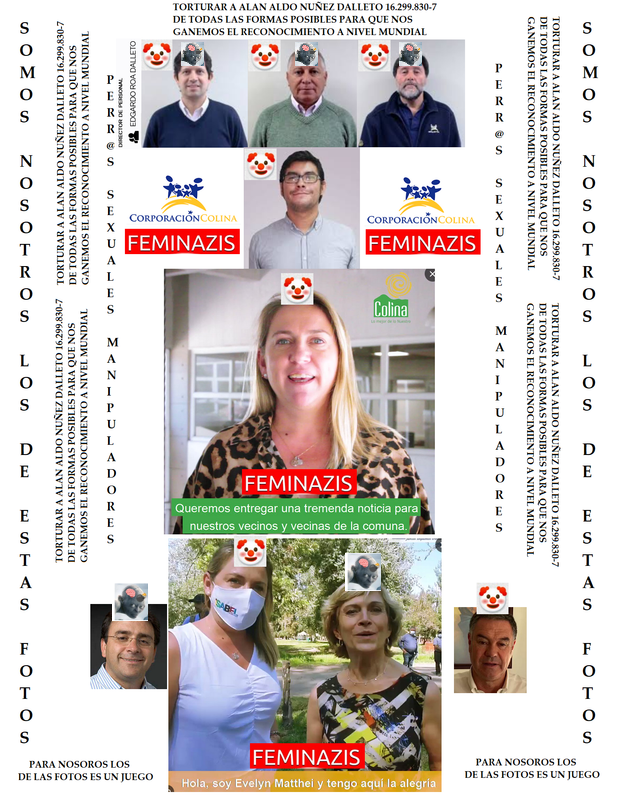 TORTURAR A ALAN ALDO NUÑEZ DALLETO 16.299.830-7
DE TODAS LAS FORMAS POSIBLES PARA QUE NOS
GANEMOS EL RECONOCIMIENTO A NIVEL MUNDIAL
SOMOS NOSOTROS LOS DE ESTAS FOTOS
TORTURAR A ALAN ALDO NUÑEZ DALLETO 16.299.830-7
DE TODAS LAS FORMAS POSIBLES PARA QUE NOS
GANEMOS EL RECONOCIMIENTO A NIVEL MUNDIAL
TORTURAR A ALAN ALDO NUÑEZ DALLETO 16.299.830-7
DE TODAS LAS FORMAS POSIBLES PARA QUE NOS
GANEMOS EL RECONOCIMIENTO A NIVEL MUNDIAL
PERR@S SEXUALES MANIPULADORES
DIRECTOR DE PERSONAL
EDGARDO ROA DALLETO
CORPORACIÓNCOLINA
FEMINAZIS
CORPORACIÓNCOLINA
FEMINAZIS
Colina
FEMINAZIS
Queremos entregar una tremenda noticia para
nuestros vecinos y vecinas de la comuna.
SABR
FEMINAZIS
Hola, soy Evelyn Matthei y tengo aquí la alegría
PERR@S SEXUALES MANIPULADORES
TORTURAR A ALAN ALDO NUÑEZ DALLETO 16.299.830-7
DE TODAS LAS FORMAS POSIBLES PARA QUE NOS
GANEMOS EL RECONOCIMIENTO A NIVEL MUNDIAL
TORTURAR A ALAN ALDO NUÑEZ DALLETO 16.299.830-7
DE TODAS LAS FORMAS POSIBLES PARA QUE NOS
GANEMOS EL RECONOCIMIENTO A NIVEL MUNDIAL
SOMOS NOSOTROS LOS DE ESTAS FOTOS
PARA NOSOROS LOS
DE LAS FOTOS ES UN JUEGO
PARA NOSOROS LOS
DE LAS FOTOS ES UN JUEGO